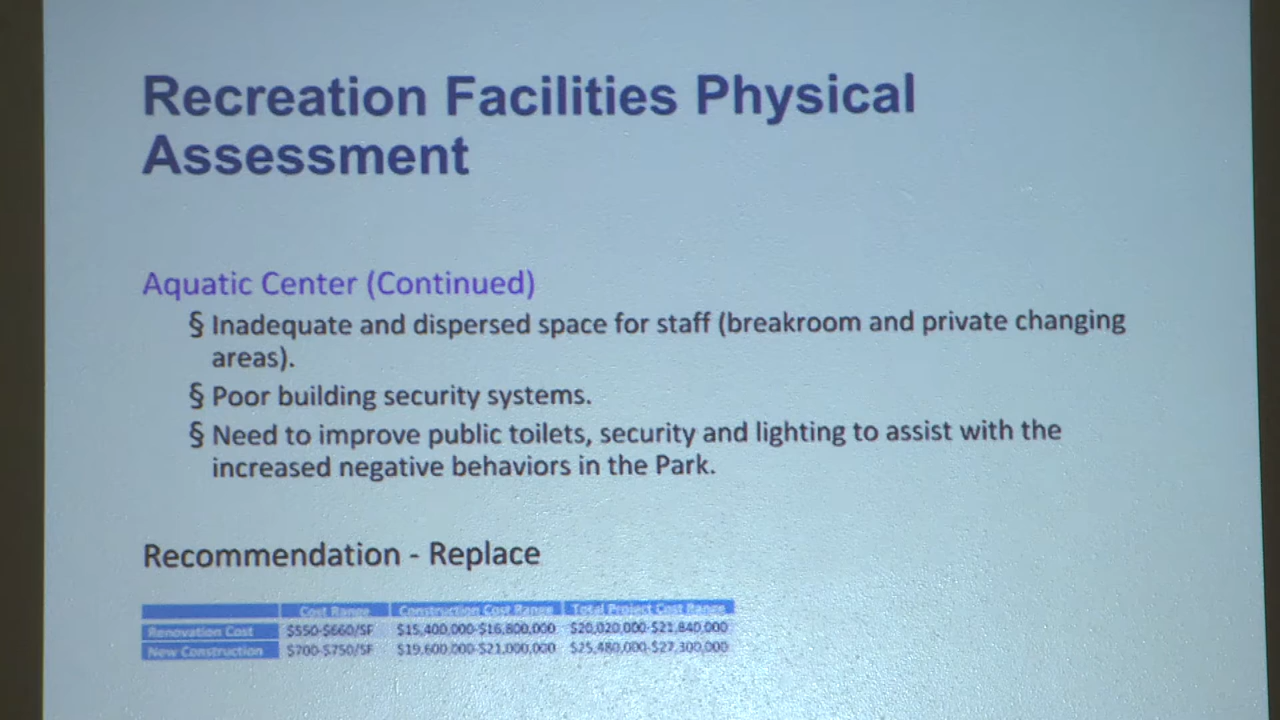 Recreation Facilities Physical
Assessment
Aquatic Center (Continued)
§ Inadequate and dispersed space for staff (breakroom and private changing
areas).
§ Poor building security systems.
§ Need to improve public toilets, security and lighting to assist with the
increased negative behaviors in the Park.
Recommendation - Replace
Cost Range Construction Cost Range Total Project Cost Range
Renovation Cost $550-$660/SF $15,400,000-$16,800,000 $20,020,000-$21,840,000
New Construction $700-$750/SF $19,600,000-$21,000,000 $25,480,000-$27,300,000